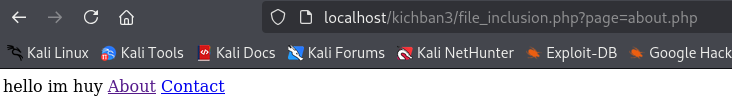 localhost/kichban3/file_inclusion.php?page=about.php
Kali Linux Kali Tools Kali Docs Kali Forums Kali NetHunter Exploit-DB Google Hack
hello im huy About Contact